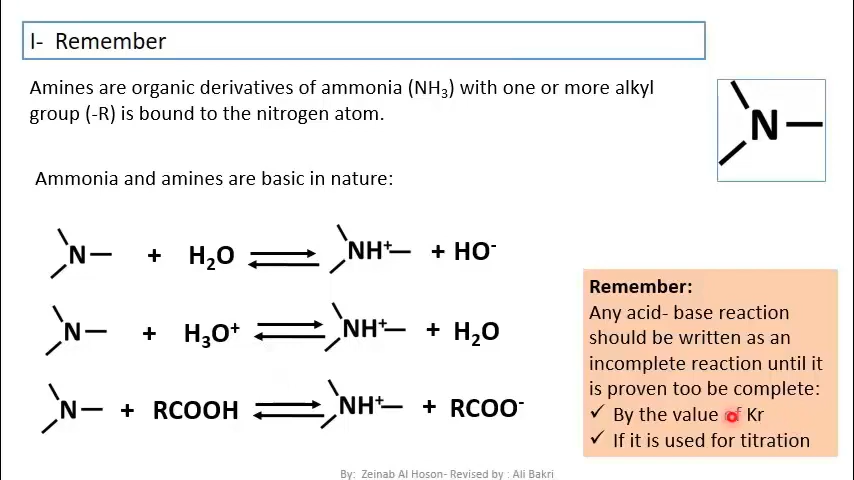 I- Remember
Amines are organic derivatives of ammonia (NH₃) with one or more alkyl
group (-R) is bound to the nitrogen atom.
N
Ammonia and amines are basic in nature:
N + H₂O ⇌ NH⁺ + HO⁻
N + H₃O⁺ ⇌ NH⁺ + H₂O
N + RCOOH ⇌ NH⁺ + RCOO⁻
Remember:
Any acid- base reaction
should be written as an
incomplete reaction until it
is proven too be complete:
✓ By the value of Kr
✓ If it is used for titration
By: Zeinab Al Hoson- Revised by : Ali Bakri